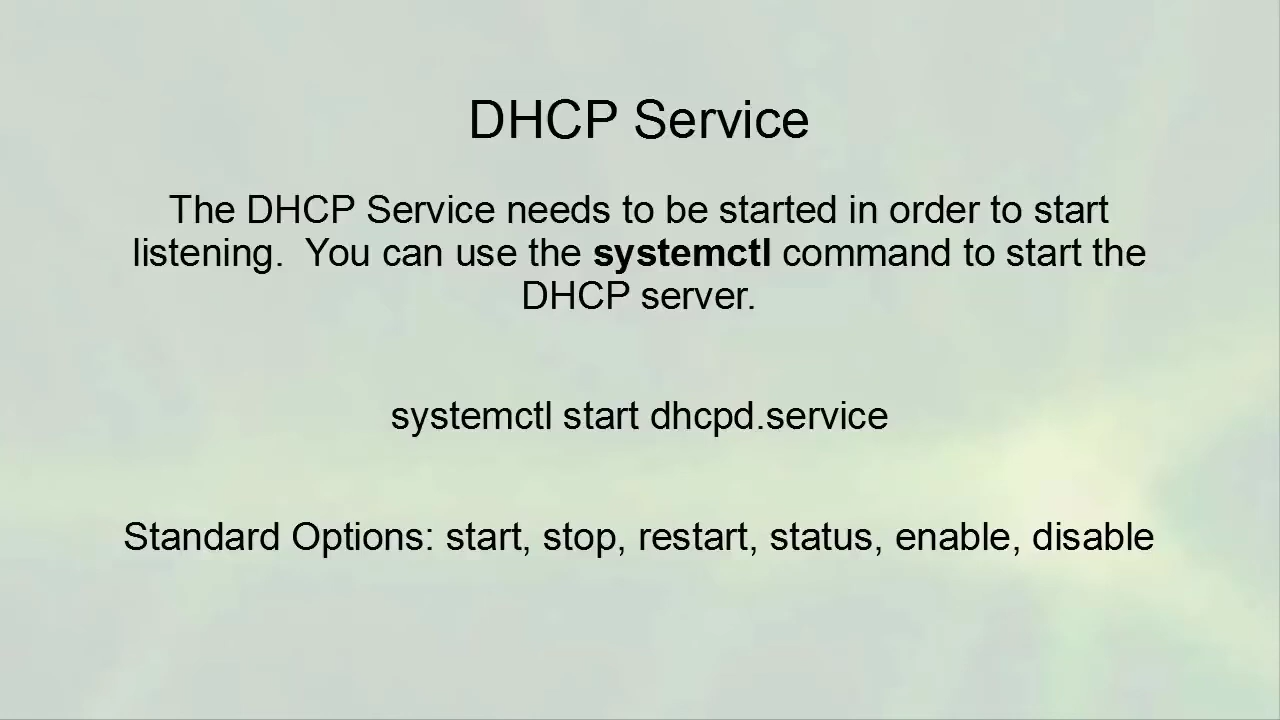 DHCP Service
The DHCP Service needs to be started in order to start
listening.  You can use the systemctl command to start the
DHCP server.
systemctl start dhcpd.service
Standard Options: start, stop, restart, status, enable, disable